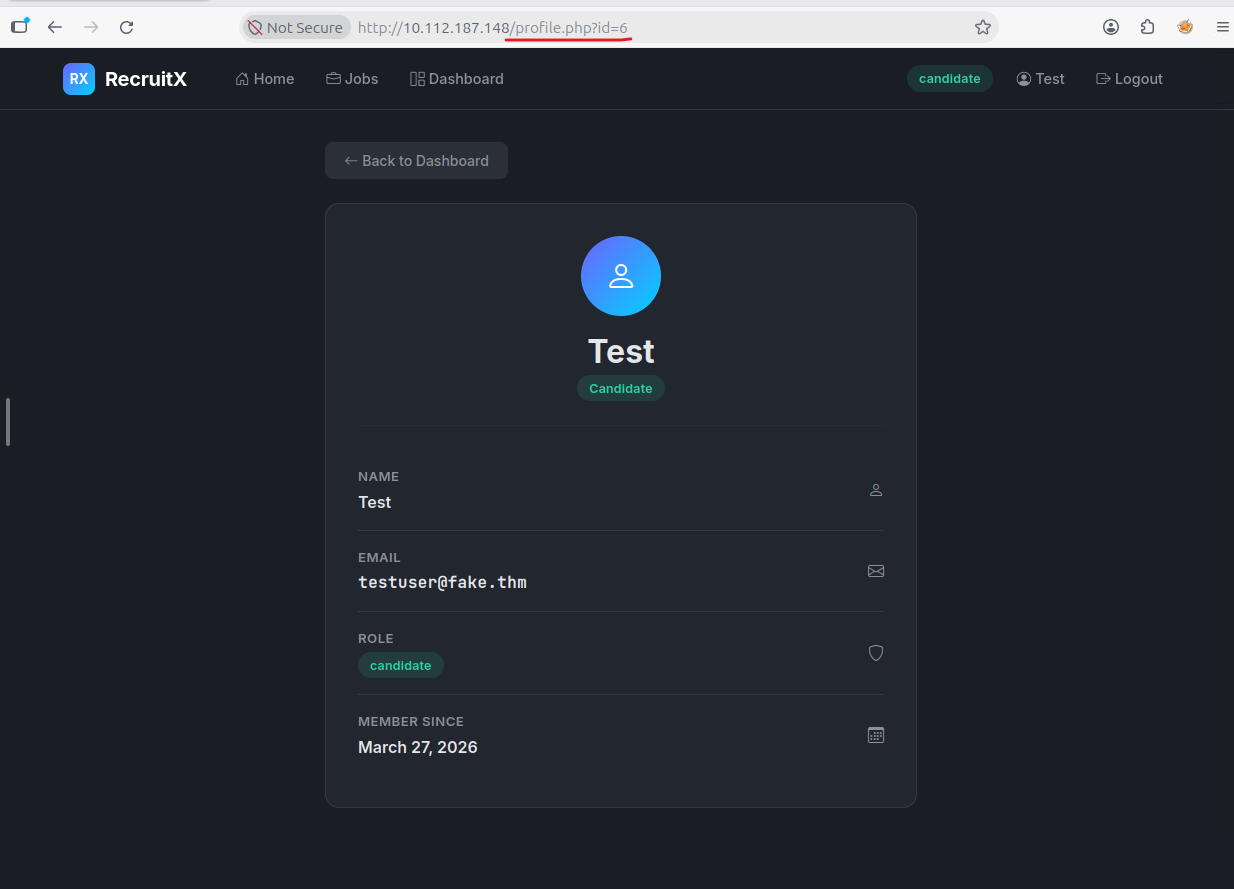 Not Secure http://10.112.187.148/profile.php?id=6
RX RecruitX Home Jobs Dashboard candidate Test Logout
← Back to Dashboard
Test
Candidate
NAME
Test
EMAIL
testuser@fake.thm
ROLE
candidate
MEMBER SINCE
March 27, 2026